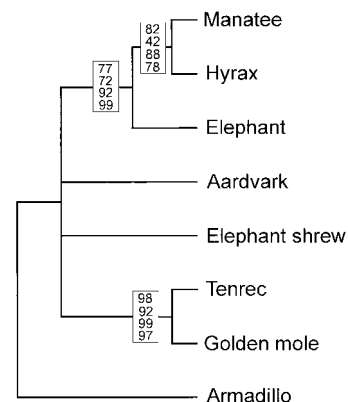 Manatee
82
42
88
78
Hyrax
77
72
92
99
Elephant
Aardvark
Elephant shrew
98
92
99
97
Tenrec
Golden mole
Armadillo